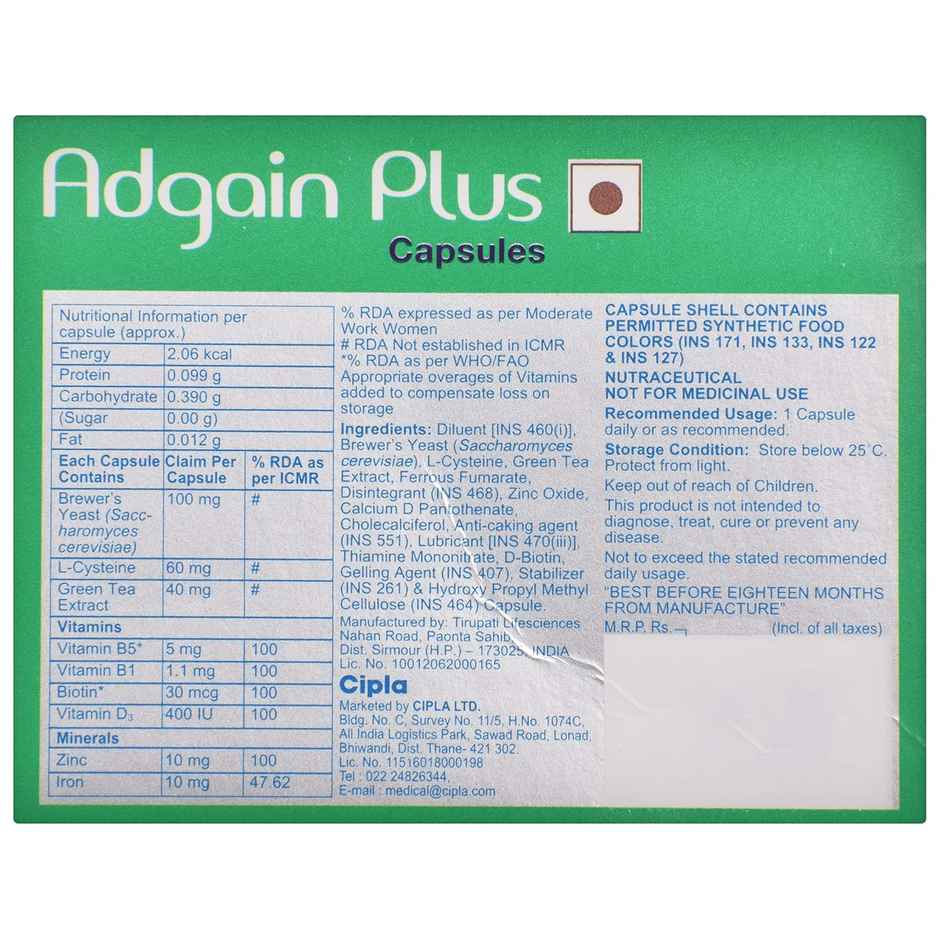 Adgain Plus
Capsules
Nutritional Information per
capsule (approx.)
Energy 2.06 kcal
Protein 0.099 g
Carbohydrate 0.390 g
(Sugar 0.00 g)
Fat 0.012 g
Each Capsule Claim Per % RDA as
Contains Capsule per ICMR
Brewer's 100 mg #
Yeast (Sacc-
haromyces
cerevisiae)
L-Cysteine 60 mg #
Green Tea 40 mg #
Extract
Vitamins
Vitamin B5* 5 mg 100
Vitamin B1 1.1 mg 100
Biotin* 30 mcg 100
Vitamin D₃ 400 IU 100
Minerals
Zinc 10 mg 100
Iron 10 mg 47.62
% RDA expressed as per Moderate
Work Women
# RDA Not established in ICMR
*% RDA as per WHO/FAO
Appropriate overages of Vitamins
added to compensate loss on
storage
Ingredients: Diluent [INS 460(i)],
Brewer's Yeast (Saccharomyces
cerevisiae), L-Cysteine, Green Tea
Extract, Ferrous Fumarate,
Disintegrant (INS 468), Zinc Oxide,
Calcium D Pantothenate,
Cholecalciferol, Anti-caking agent
(INS 551), Lubricant [INS 470(iii)],
Thiamine Mononitrate, D-Biotin,
Gelling Agent (INS 407), Stabilizer
(INS 261) & Hydroxy Propyl Methyl
Cellulose (INS 464) Capsule.
Manufactured by: Tirupati Lifesciences
Nahan Road, Paonta Sahib,
Dist. Sirmour (H.P.) – 173025, INDIA
Lic. No. 10012062000165
Cipla
Marketed by CIPLA LTD.
Bldg. No. C, Survey No. 11/5, H.No. 1074C,
All India Logistics Park, Sawad Road, Lonad,
Bhiwandi, Dist. Thane- 421 302.
Lic. No. 11516018000198
Tel : 022 24826344,
E-mail : medical@cipla.com
CAPSULE SHELL CONTAINS
PERMITTED SYNTHETIC FOOD
COLORS (INS 171, INS 133, INS 122
& INS 127)
NUTRACEUTICAL
NOT FOR MEDICINAL USE
Recommended Usage: 1 Capsule
daily or as recommended.
Storage Condition: Store below 25°C.
Protect from light.
Keep out of reach of Children.
This product is not intended to
diagnose, treat, cure or prevent any
disease.
Not to exceed the stated recommended
daily usage.
"BEST BEFORE EIGHTEEN MONTHS
FROM MANUFACTURE"
M.R.P. Rs. (Incl. of all taxes)